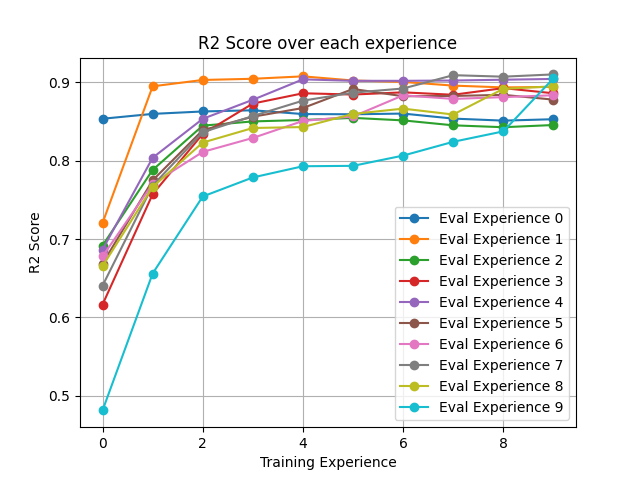 R2 Score over each experience
R2 Score
0.9
0.8
0.7
0.6
0.5
0 2 4 6 8
Training Experience
Eval Experience 0
Eval Experience 1
Eval Experience 2
Eval Experience 3
Eval Experience 4
Eval Experience 5
Eval Experience 6
Eval Experience 7
Eval Experience 8
Eval Experience 9